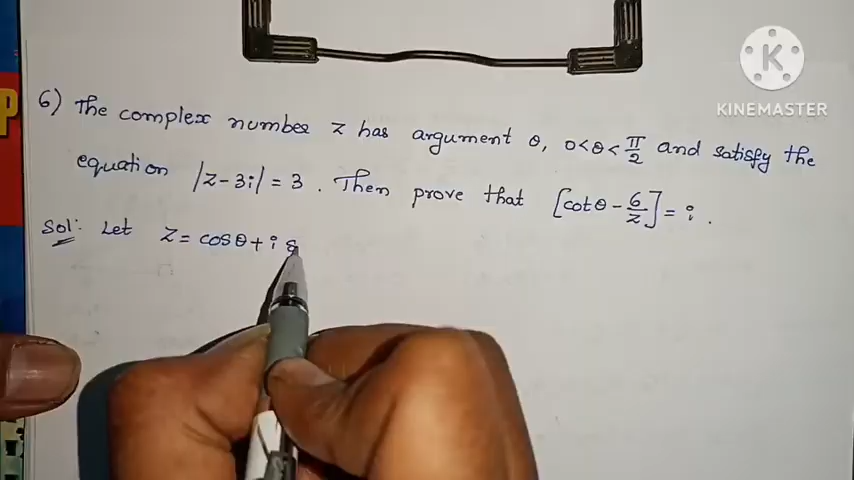 6) The complex number z has argument θ, 0<θ<π/2 and satisfy the
equation |z-3i| = 3. Then prove that [cotθ - 6/z] = i.
Sol: Let z = cosθ + i s
K
KINEMASTER
P